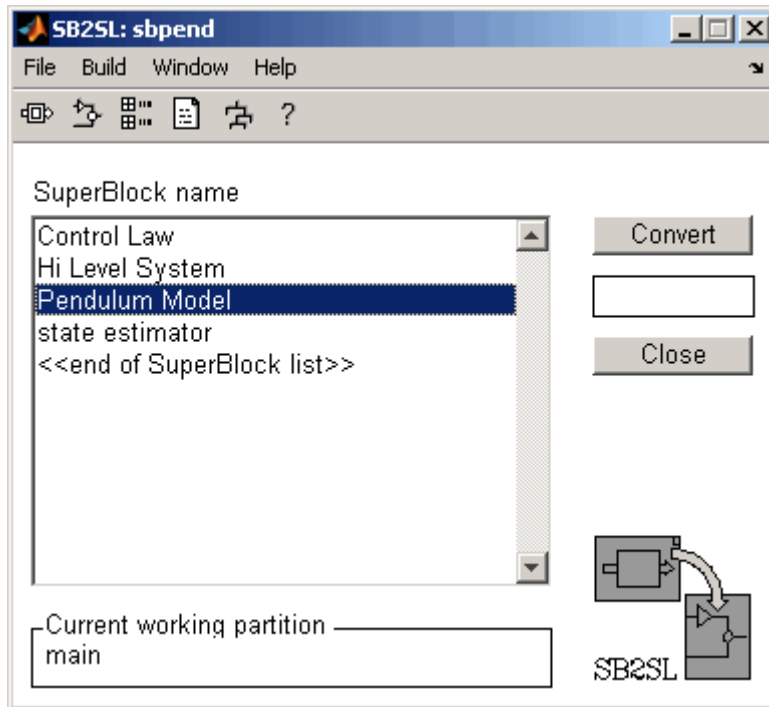 SB2SL: sbpend
File Build Window Help
?
SuperBlock name
Control Law
Hi Level System
Pendulum Model
state estimator
<<end of SuperBlock list>>
Convert
Close
Current working partition
main
SB2SL